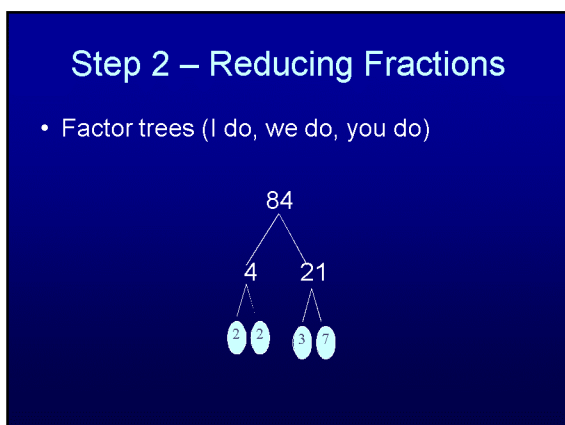 Step 2 – Reducing Fractions
• Factor trees (I do, we do, you do)
84
4 21
2 2 3 7